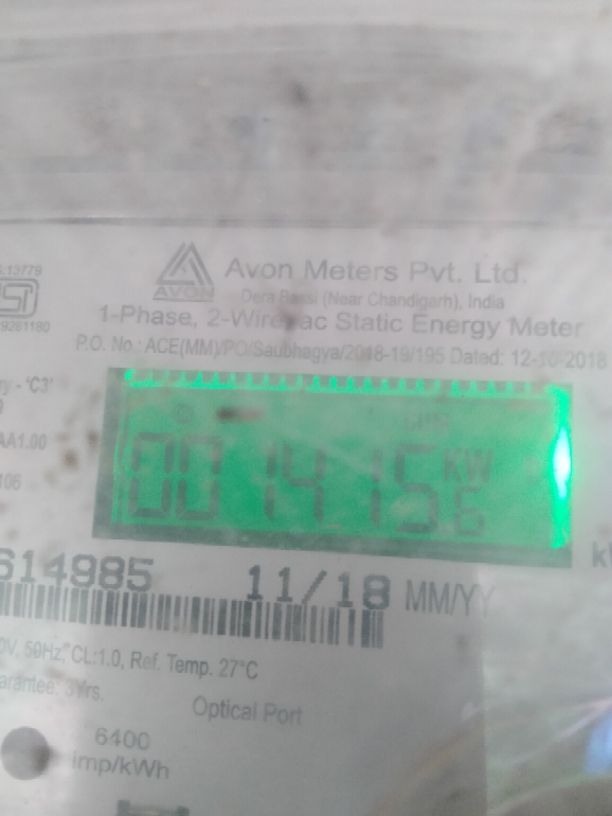 Avon Meters Pvt. Ltd.
AVON
Dera Bassi (Near Chandigarh), India
1-Phase, 2-Wire, ac Static Energy Meter
P.O. No.: ACE(MM)/PO/Saubhagya/2018-19/195 Dated: 12-10-2018
001415.6 KW
614985 11/18 MM/YY
50Hz, CL:1.0, Ref. Temp. 27°C
3Yrs.
Optical Port
6400
imp/kWh